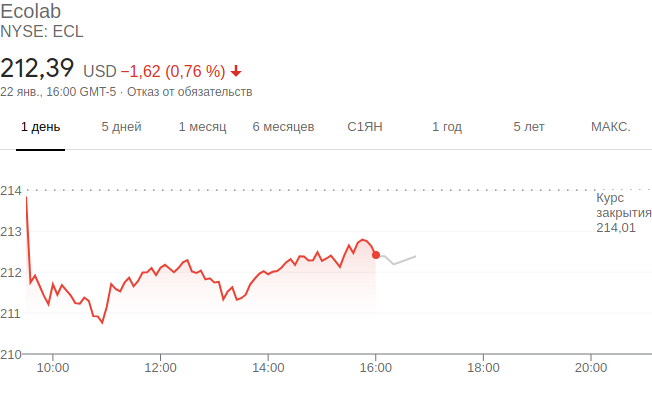 Ecolab
NYSE: ECL
212,39 USD −1,62 (0,76 %)
22 янв., 16:00 GMT-5 · Отказ от обязательств
1 день 5 дней 1 месяц 6 месяцев С1ЯН 1 год 5 лет МАКС.
214
Курс
закрытия
214,01
213
212
211
210
10:00 12:00 14:00 16:00 18:00 20:00